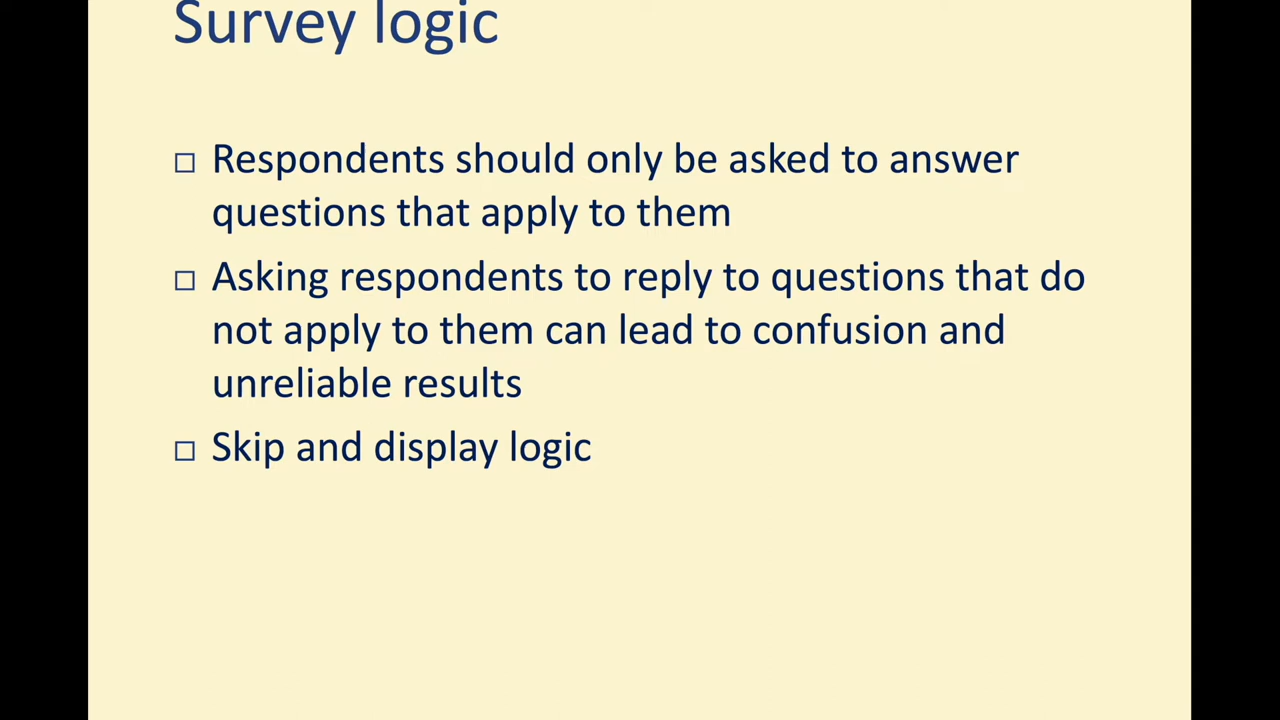 Survey logic
Respondents should only be asked to answer
questions that apply to them
Asking respondents to reply to questions that do
not apply to them can lead to confusion and
unreliable results
Skip and display logic